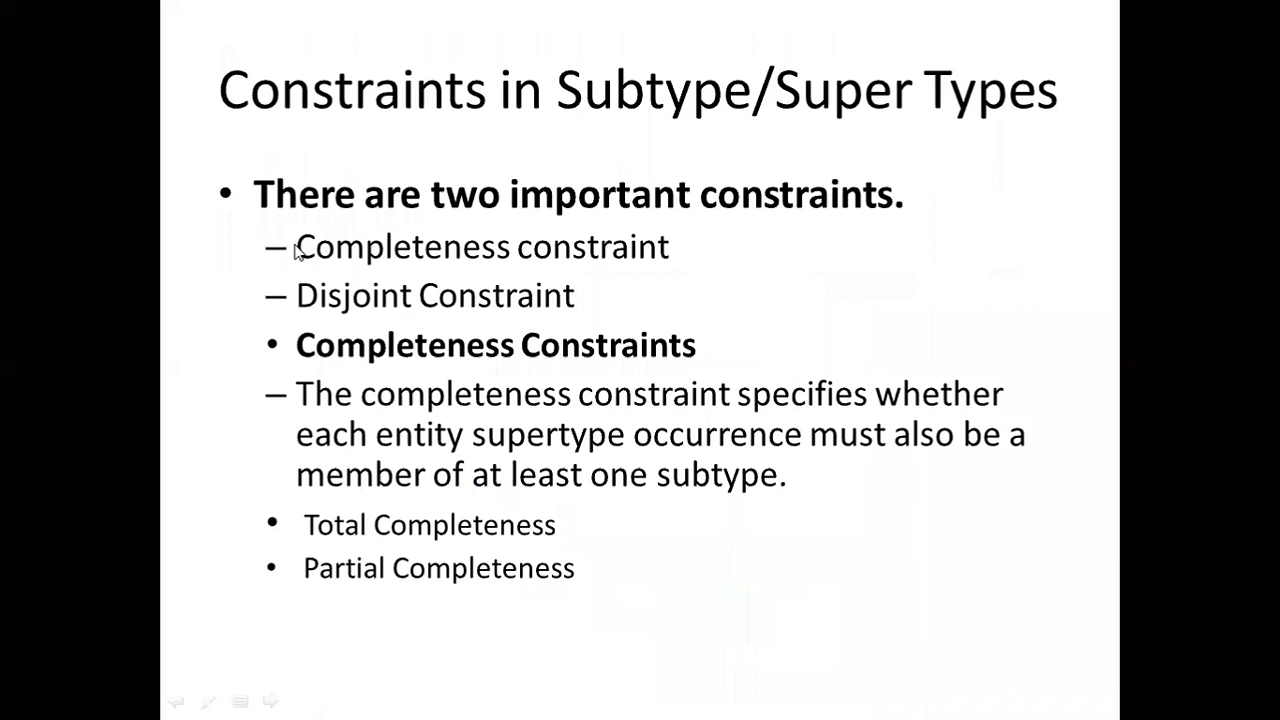 Constraints in Subtype/Super Types
• There are two important constraints.
– Completeness constraint
– Disjoint Constraint
• Completeness Constraints
– The completeness constraint specifies whether
each entity supertype occurrence must also be a
member of at least one subtype.
• Total Completeness
• Partial Completeness